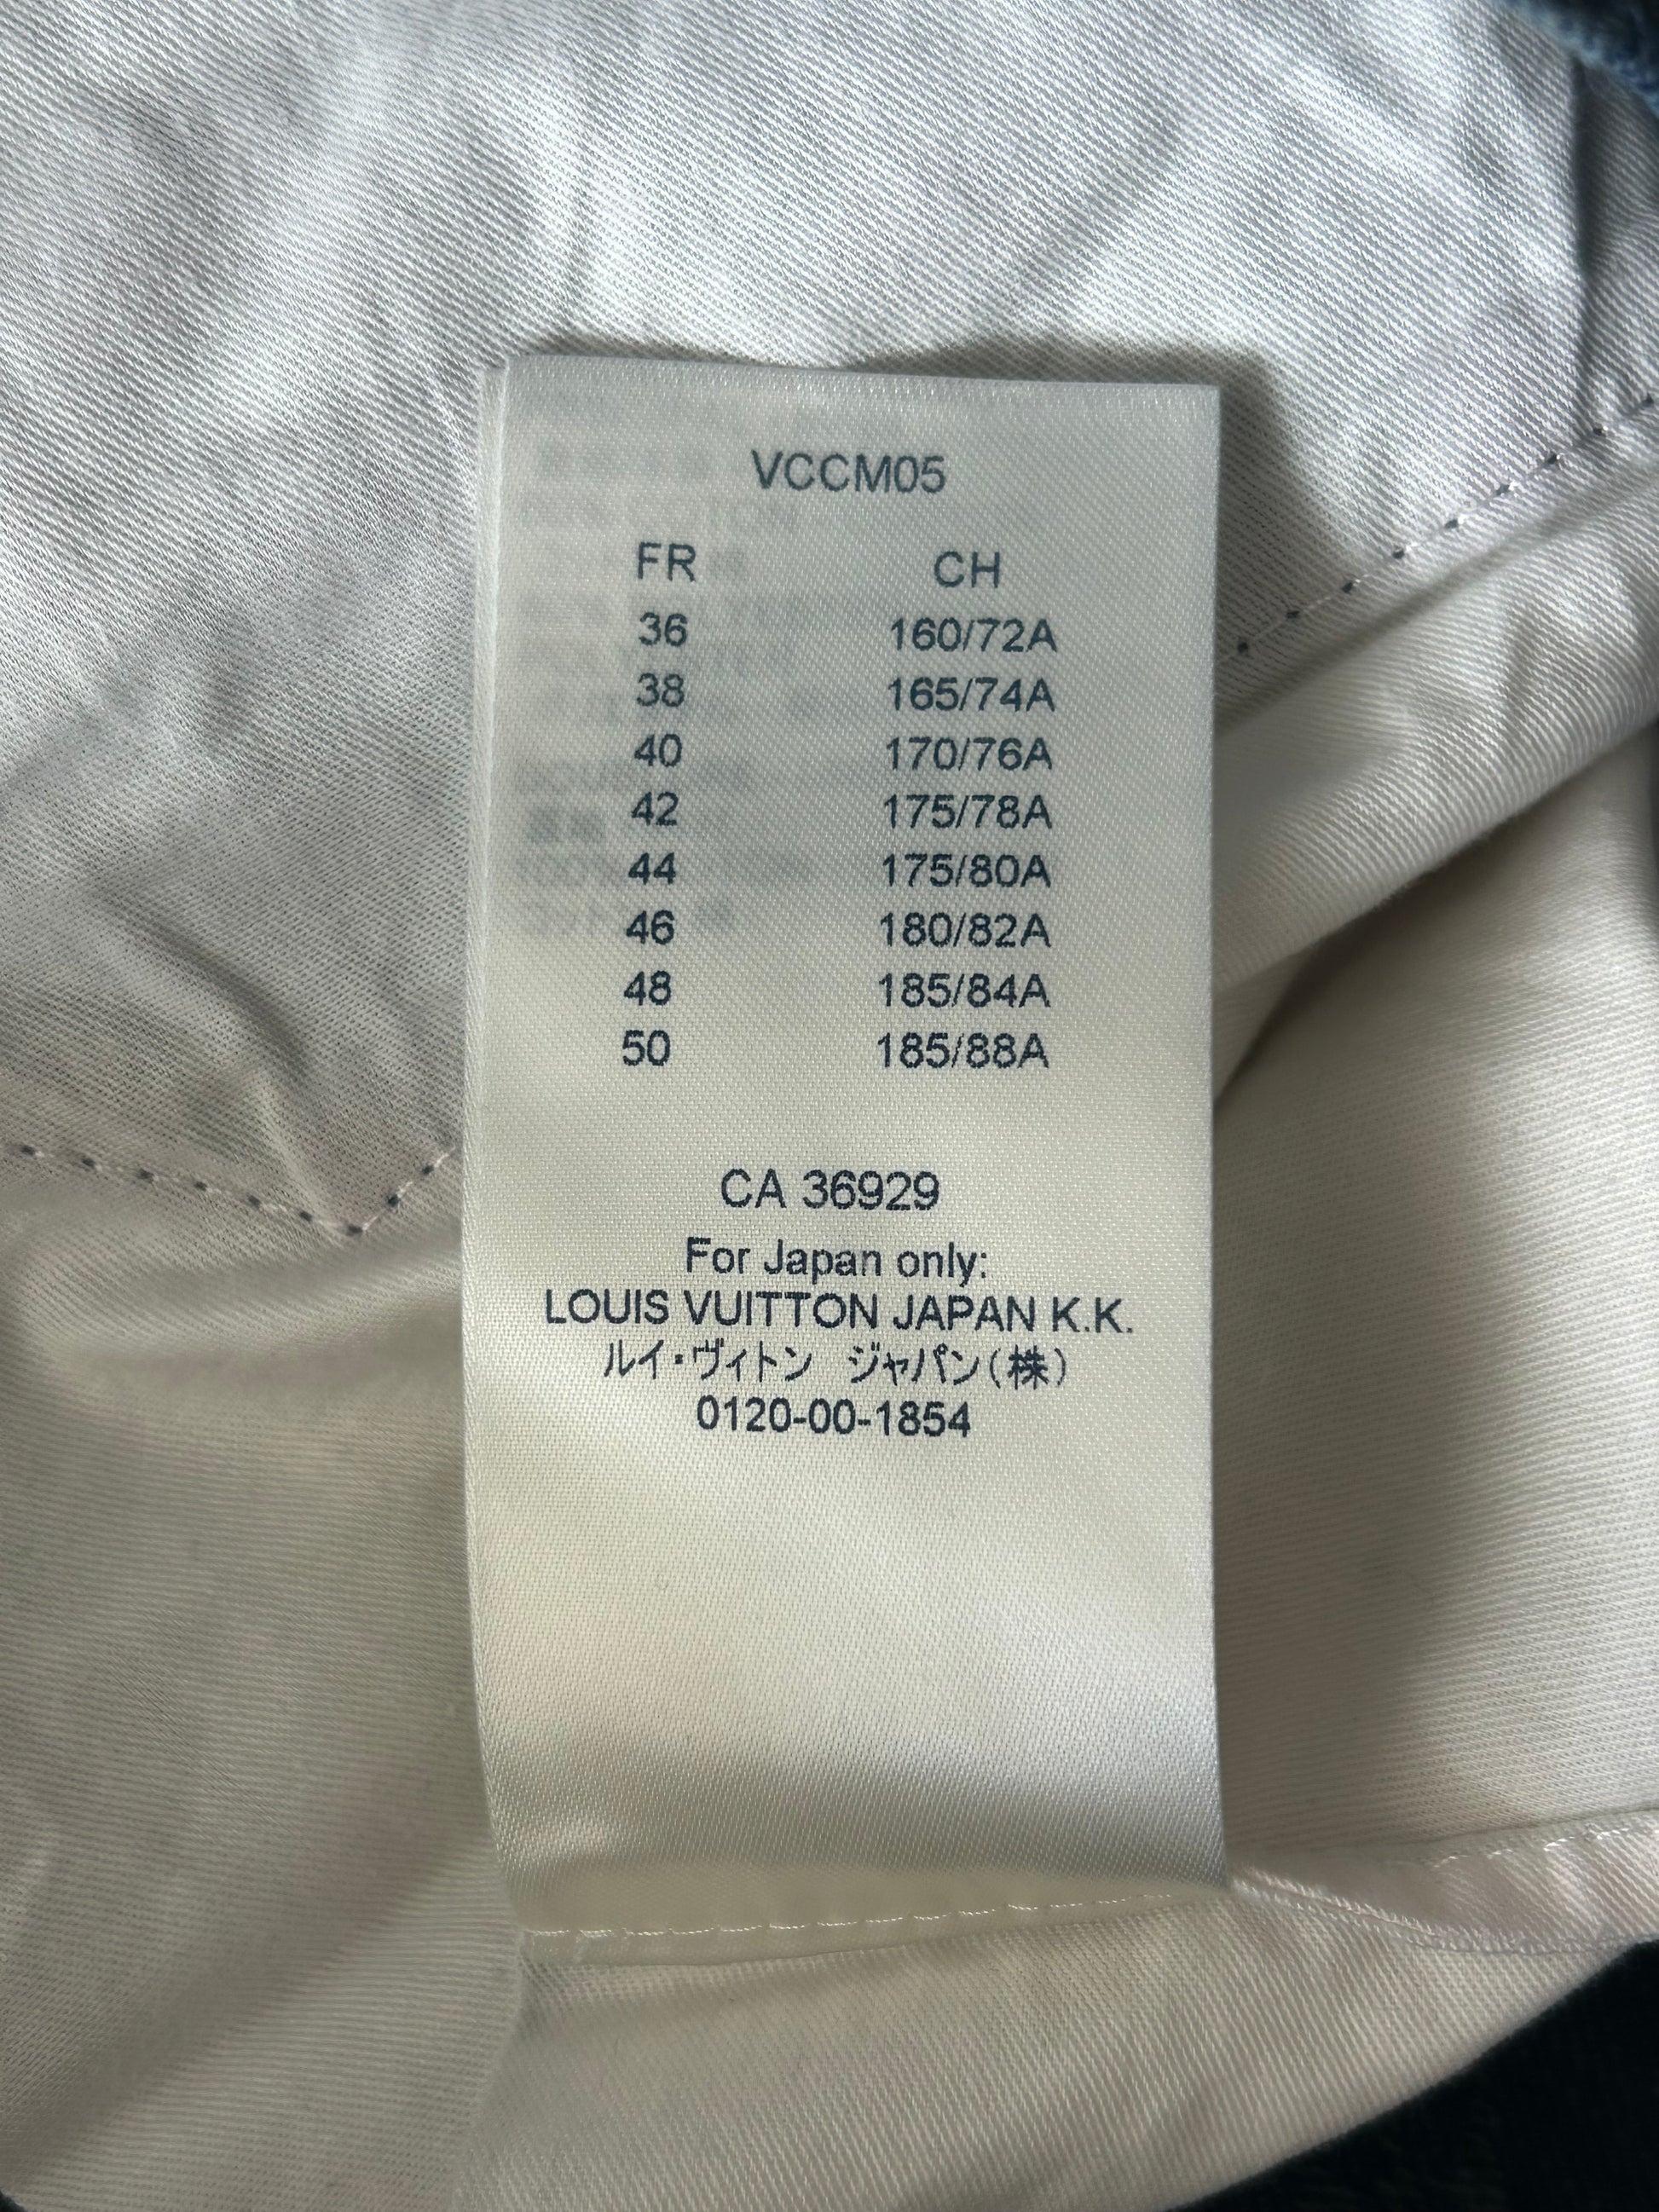 VCCM05
FR CH
36 160/72A
38 165/74A
40 170/76A
42 175/78A
44 175/80A
46 180/82A
48 185/84A
50 185/88A
CA 36929
For Japan only:
LOUIS VUITTON JAPAN K.K.
ルイ・ヴィトン ジャパン(株)
0120-00-1854